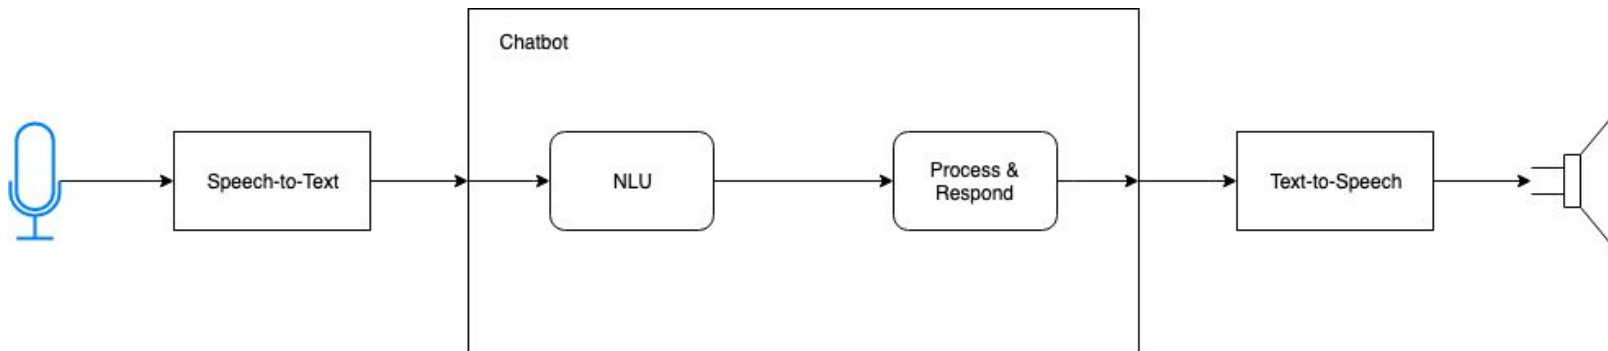 Chatbot
Speech-to-Text
NLU
Process &
Respond
Text-to-Speech